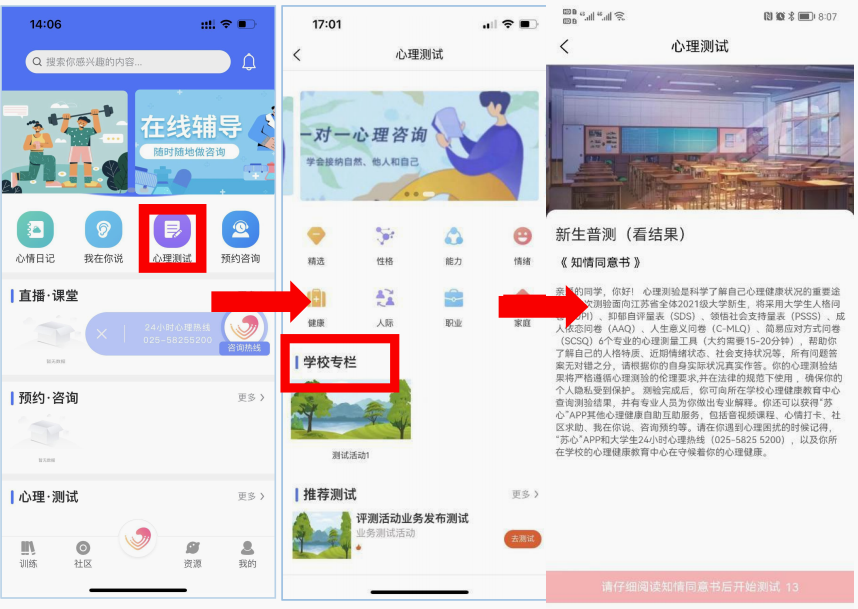 14:06
搜索你感兴趣的内容...
在线辅导
随时随地做咨询
心情日记
我在你说
心理测试
预约咨询
直播·课堂
24小时心理热线
025-58255200
咨询热线
暂无数据
预约·咨询
更多
暂无数据
心理·测试
更多
训练
社区
资源
我的
17:01
心理测试
一对一心理咨询
学会接纳自然、他人和自己
精选
性格
能力
情绪
健康
人际
职业
家庭
学校专栏
测试活动1
推荐测试
更多
评测活动业务发布测试
业务测试活动
去测试
8:07
心理测试
新生普测（看结果）
《 知情同意书 》
的同学，你好！ 心理测验是科学了解自己心理健康状况的重要途
次测验面向江苏省全体2021级大学新生，将采用大学生人格问
PI）、抑郁自评量表（SDS）、领悟社会支持量表（PSSS）、成
人依恋问卷（AAQ）、人生意义问卷（C-MLQ）、简易应对方式问卷
（SCSQ）6个专业的心理测量工具（大约需要15-20分钟），帮助你
了解自己的人格特质、近期情绪状态、社会支持状况等，所有问题答
案无对错之分，请根据你的自身实际状况真实作答。你的心理测验结
果将严格遵循心理测验的伦理要求,并在法律的规范下使用 ，确保你的
个人隐私受到保护。 测验完成后，你可向所在学校心理健康教育中心
查询测验结果，并有专业人员为你做出专业解释。你还可以获得“苏
心”APP其他心理健康自助互助服务，包括音视频课程、心情打卡、社
区求助、我在你说、咨询预约等。请在你遇到心理困扰的时候记得，
“苏心”APP和大学生24小时心理热线（025-5825 5200），以及你所
在学校的心理健康教育中心在守候着你的心理健康。
请仔细阅读知情同意书后开始测试 13